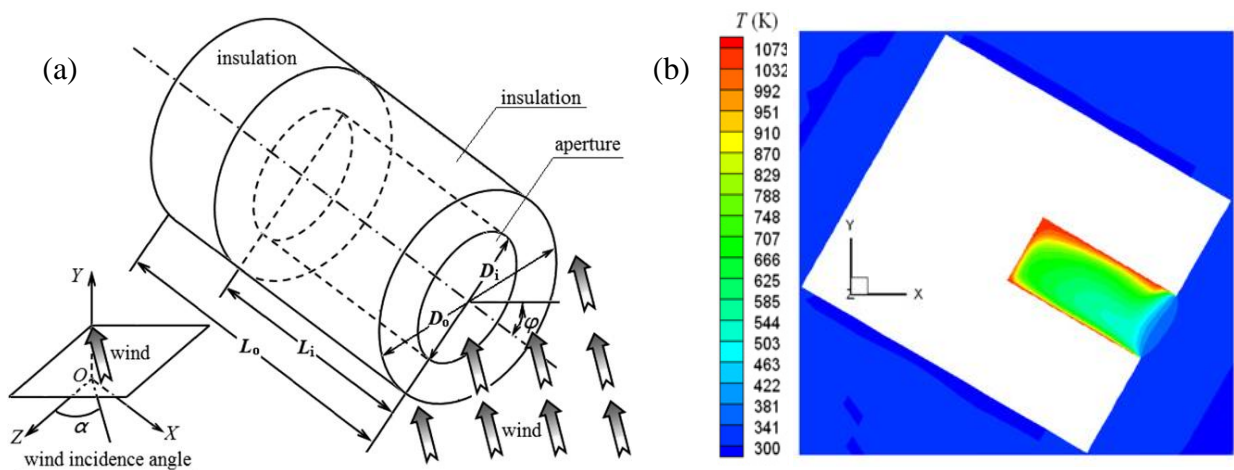 (a)
insulation
insulation
aperture
Di
Do
φ
Li
Lo
Y
wind
O
Z
X
α
wind incidence angle
wind
(b)
T (K)
1073
1032
992
951
910
870
829
788
748
707
666
625
585
544
503
463
422
381
341
300
Y
Z
X